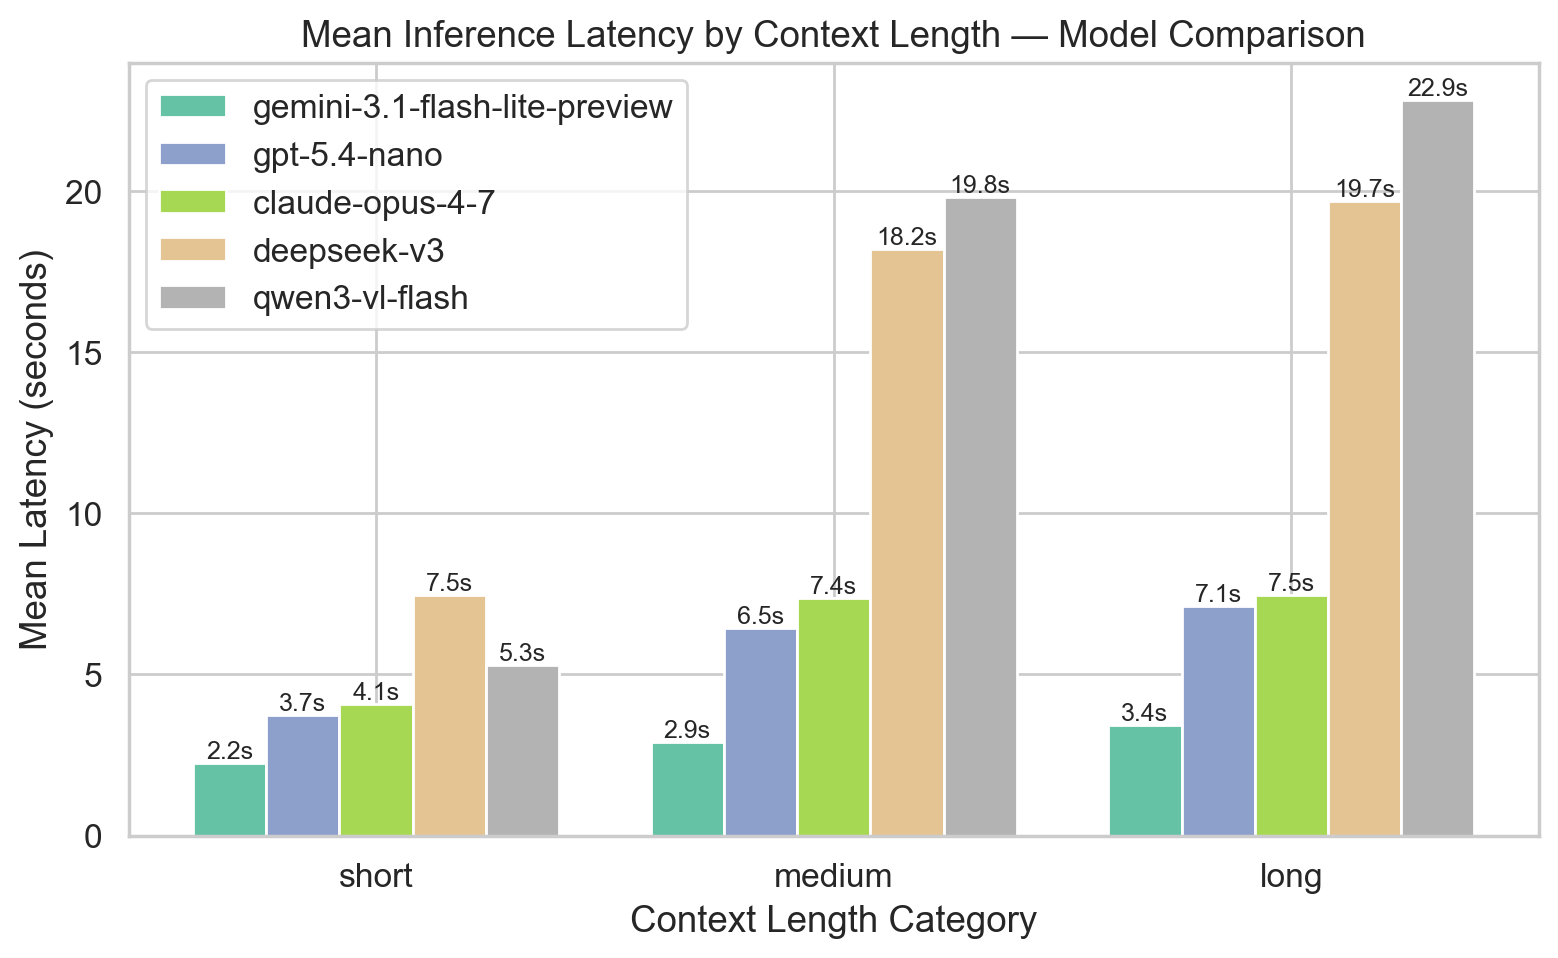 Mean Inference Latency by Context Length — Model Comparison
gemini-3.1-flash-lite-preview
gpt-5.4-nano
claude-opus-4-7
deepseek-v3
qwen3-vl-flash
Mean Latency (seconds)
20
15
10
5
0
2.2s
3.7s
4.1s
7.5s
5.3s
2.9s
6.5s
7.4s
18.2s
19.8s
3.4s
7.1s
7.5s
19.7s
22.9s
short
medium
long
Context Length Category